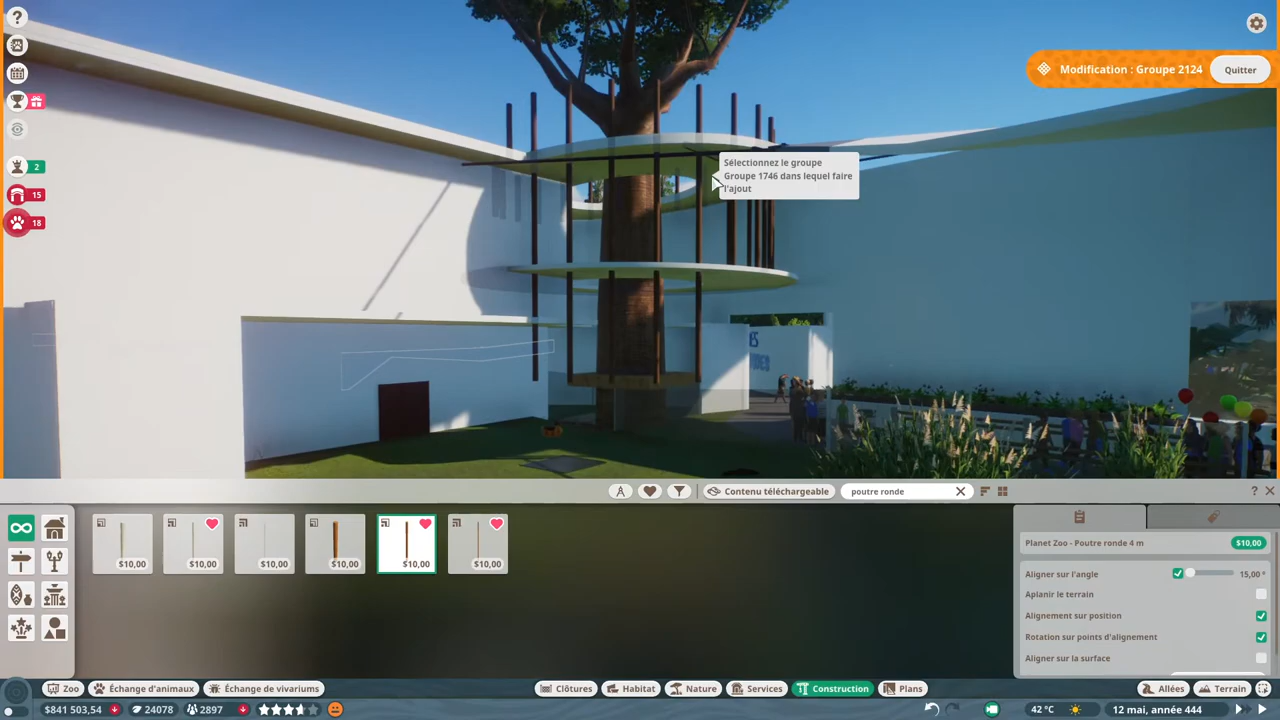 ?
Modification : Groupe 2124
Quitter
2
15
18
Sélectionnez le groupe
Groupe 1746 dans lequel faire
l'ajout
Contenu téléchargeable
poutre ronde
?
$10,00
$10,00
$10,00
$10,00
$10,00
$10,00
Planet Zoo - Poutre ronde 4 m
$10,00
Aligner sur l'angle
15,00 °
Aplanir le terrain
Alignement sur position
Rotation sur points d'alignement
Aligner sur la surface
Zoo
Échange d'animaux
Échange de vivariums
Clôtures
Habitat
Nature
Services
Construction
Plans
Allées
Terrain
$841 503,54
24078
2897
42 °C
12 mai, année 444